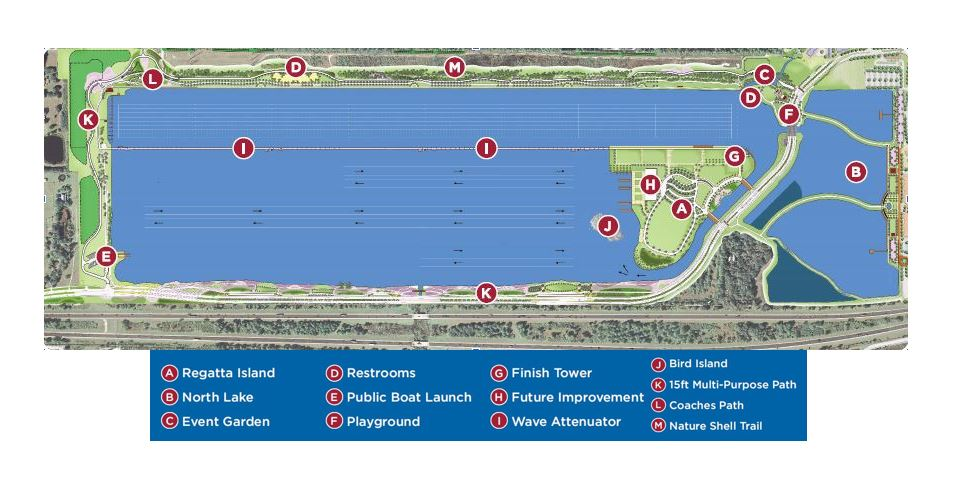 D
M
C
L
D
F
K
I
I
G
B
H
A
J
E
K
A Regatta Island
B North Lake
C Event Garden
D Restrooms
E Public Boat Launch
F Playground
G Finish Tower
H Future Improvement
I Wave Attenuator
J Bird Island
K 15ft Multi-Purpose Path
L Coaches Path
M Nature Shell Trail